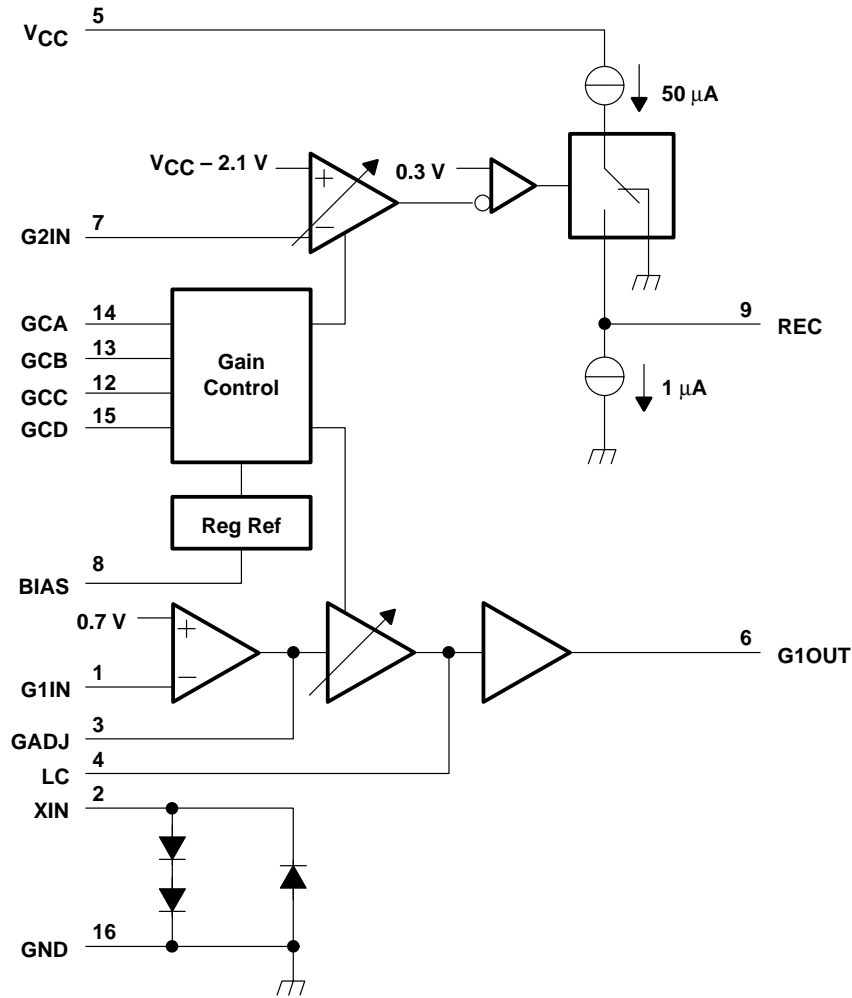 5
VCC
50 μA
VCC – 2.1 V
0.3 V
+
–
7
G2IN
14
GCA
13
GCB
12
GCC
15
GCD
Gain
Control
9
REC
1 μA
Reg Ref
8
BIAS
0.7 V
+
–
6
G1OUT
1
G1IN
3
GADJ
4
LC
2
XIN
16
GND